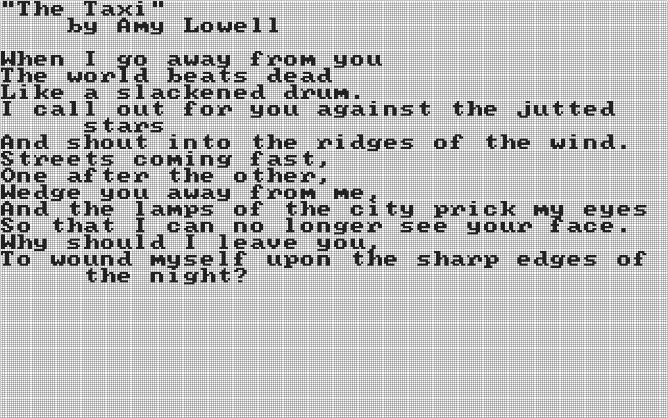 "The Taxi"
by Amy Lowell
When I go away from you
The world beats dead
Like a slackened drum.
I call out for you against the jutted
stars
And shout into the ridges of the wind.
Streets coming fast,
One after the other,
Wedge you away from me,
And the lamps of the city prick my eyes
So that I can no longer see your face.
Why should I leave you,
To wound myself upon the sharp edges of
the night?